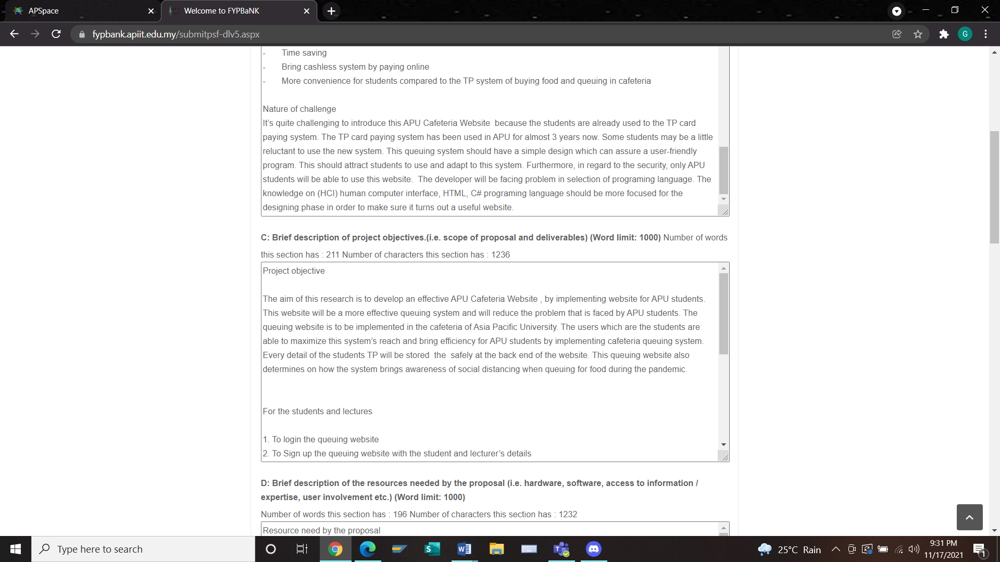 APSpace
Welcome to FYPBaNK
fypbank.apiit.edu.my/submitpsf-dlv5.aspx
G
- Time saving
- Bring cashless system by paying online
- More convenience for students compared to the TP system of buying food and queuing in cafeteria
Nature of challenge
It's quite challenging to introduce this APU Cafeteria Website  because the students are already used to the TP card
paying system. The TP card paying system has been used in APU for almost 3 years now. Some students may be a little
reluctant to use the new system. This queuing system should have a simple design which can assure a user-friendly
program. This should attract students to use and adapt to this system. Furthermore, in regard to the security, only APU
students will be able to use this website.  The developer will be facing problem in selection of programing language. The
knowledge on (HCI) human computer interface, HTML, C# programing language should be more focused for the
designing phase in order to make sure it turns out a useful website.
C: Brief description of project objectives.(i.e. scope of proposal and deliverables) (Word limit: 1000) Number of words
this section has : 211 Number of characters this section has : 1236
Project objective
The aim of this research is to develop an effective APU Cafeteria Website , by implementing website for APU students.
This website will be a more effective queuing system and will reduce the problem that is faced by APU students. The
queuing website is to be implemented in the cafeteria of Asia Pacific University. The users which are the students are
able to maximize this system's reach and bring efficiency for APU students by implementing cafeteria queuing system.
Every detail of the students TP will be stored  the  safely at the back end of the website. This queuing website also
determines on how the system brings awareness of social distancing when queuing for food during the pandemic.
For the students and lectures
1. To login the queuing website
2. To Sign up the queuing website with the student and lecturer's details
D: Brief description of the resources needed by the proposal (i.e. hardware, software, access to information /
expertise, user involvement etc.) (Word limit: 1000)
Number of words this section has : 196 Number of characters this section has : 1232
Resource need by the proposal
Type here to search
25°C Rain
9:31 PM
11/17/2021
1